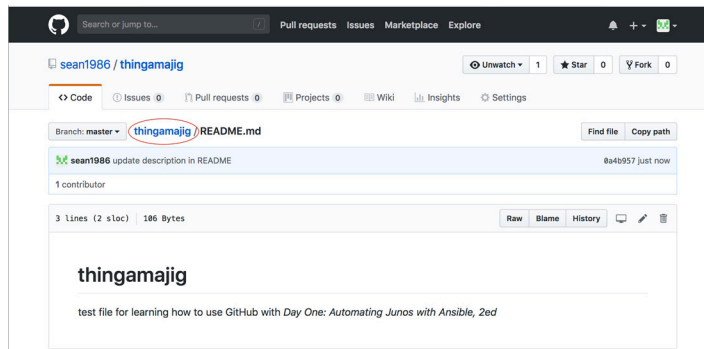 Search or jump to... / Pull requests Issues Marketplace Explore
sean1986 / thingamajig Unwatch 1 Star 0 Fork 0
Code Issues 0 Pull requests 0 Projects 0 Wiki Insights Settings
Branch: master thingamajig / README.md Find file Copy path
sean1986 update description in README 0a4b957 just now
1 contributor
3 lines (2 sloc) 106 Bytes Raw Blame History
thingamajig
test file for learning how to use GitHub with Day One: Automating Junos with Ansible, 2ed